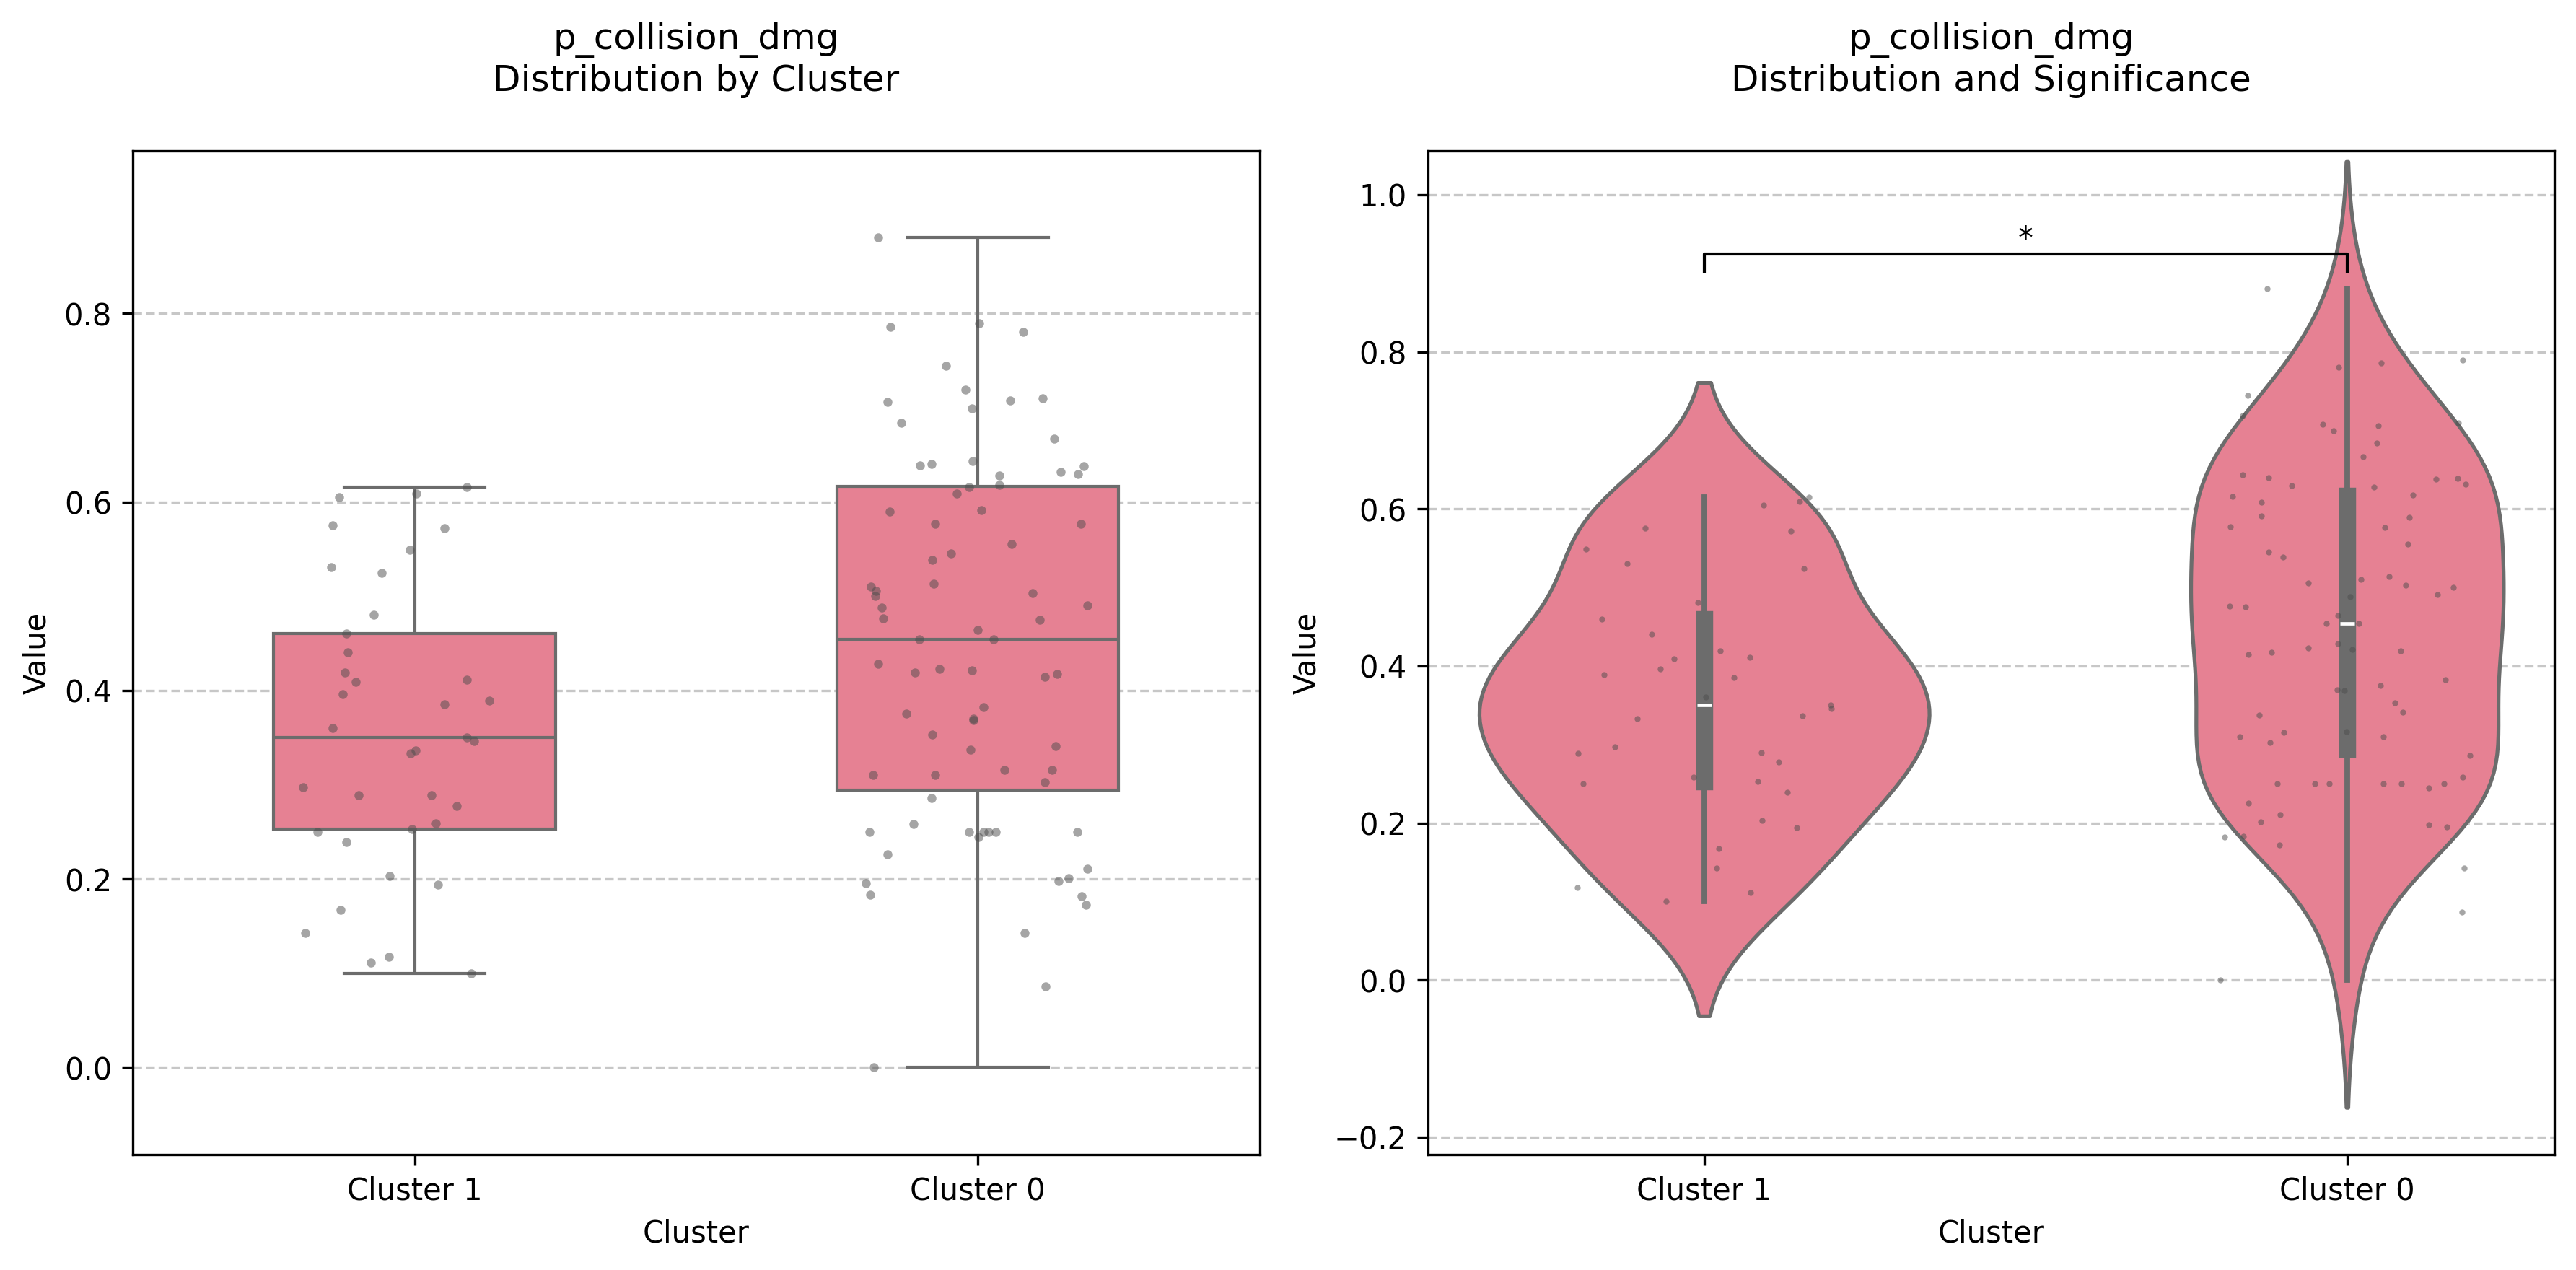 p_collision_dmg
Distribution by Cluster
Value
0.8
0.6
0.4
0.2
0.0
Cluster 1
Cluster 0
Cluster
p_collision_dmg
Distribution and Significance
Value
1.0
0.8
0.6
0.4
0.2
0.0
−0.2
*
Cluster 1
Cluster 0
Cluster